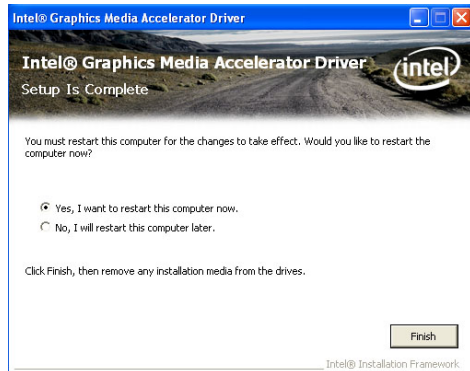 Intel® Graphics Media Accelerator Driver
Intel® Graphics Media Accelerator Driver
intel
Setup Is Complete
You must restart this computer for the changes to take effect. Would you like to restart the
computer now?
Yes, I want to restart this computer now.
No, I will restart this computer later.
Click Finish, then remove any installation media from the drives.
Finish
Intel® Installation Framework